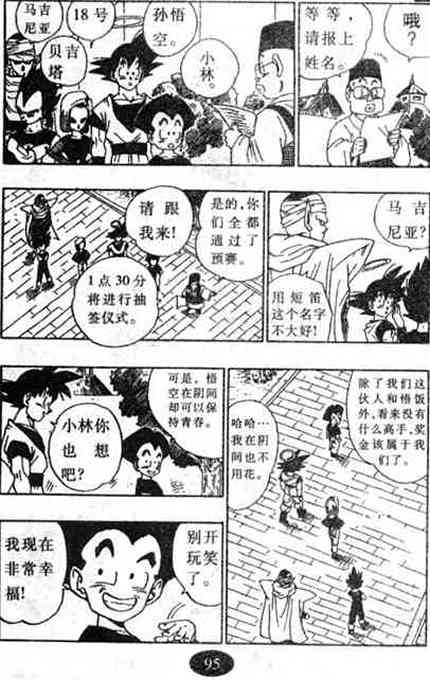 哦
?
等等,
请报上
姓名。
小
林。
孙悟
空。
18号
贝吉
塔
马吉
尼亚
马吉
尼亚?
用短笛
这个名字
不大好!
是的,你
们全都
通过了
预赛。
请跟
我来!
1点30分
将进行抽
签仪式。
可是,悟
空在阴间
却可以保
持青春。
小林你
也想
吧?
除了我们这
伙人和悟饭
外,看来没有
什么高手,奖
金该属于我
们了。
哈哈…
我在阴
间也不
用花。
别开笑
玩了。
我现在
非常幸
福!
95